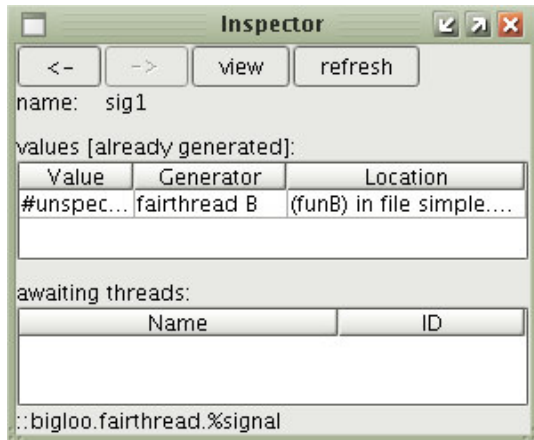 Inspector
<- -> view refresh
name: sig1
values [already generated]:
Value Generator Location
#unspec... fairthread B (funB) in file simple....
awaiting threads:
Name ID
::bigloo.fairthread.%signal